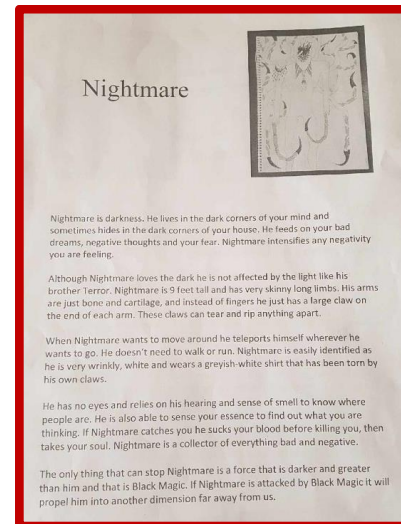 Nightmare
Nightmare is darkness. He lives in the dark corners of your mind and
sometimes hides in the dark corners of your house. He feeds on your bad
dreams, negative thoughts and your fear. Nightmare intensifies any negativity
you are feeling.
Although Nightmare loves the dark he is not affected by the light like his
brother Terror. Nightmare is 9 feet tall and has very skinny long limbs. His arms
are just bone and cartilage, and instead of fingers he just has a large claw on
the end of each arm. These claws can tear and rip anything apart.
When Nightmare wants to move around he teleports himself wherever he
wants to go. He doesn't need to walk or run. Nightmare is easily identified as
he is very wrinkly, white and wears a greyish-white shirt that has been torn by
his own claws.
He has no eyes and relies on his hearing and sense of smell to know where
people are. He is also able to sense your essence to find out what you are
thinking. If Nightmare catches you he sucks your blood before killing you, then
takes your soul. Nightmare is a collector of everything bad and negative.
The only thing that can stop Nightmare is a force that is darker and greater
than him and that is Black Magic. If Nightmare is attacked by Black Magic it will
propel him into another dimension far away from us.